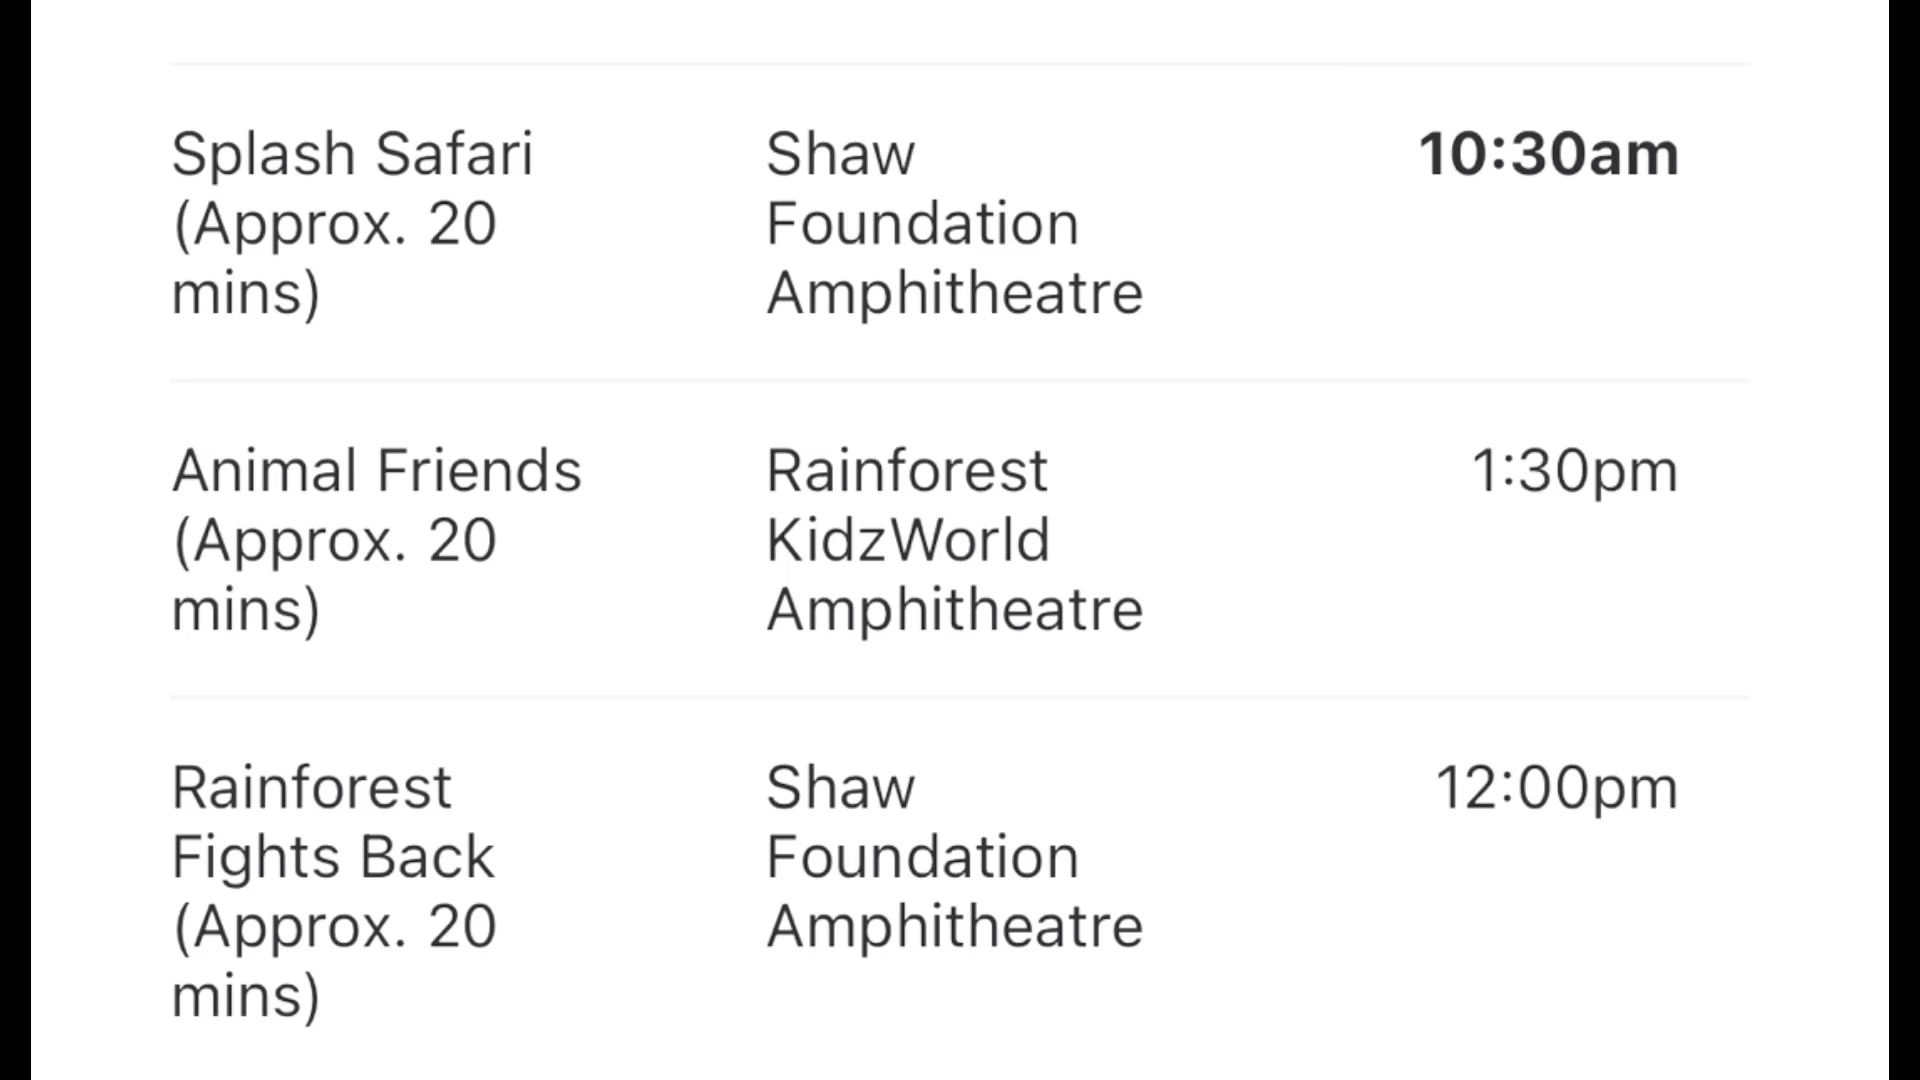 Splash Safari
(Approx. 20
mins)
Shaw
Foundation
Amphitheatre
10:30am
Animal Friends
(Approx. 20
mins)
Rainforest
KidzWorld
Amphitheatre
1:30pm
Rainforest
Fights Back
(Approx. 20
mins)
Shaw
Foundation
Amphitheatre
12:00pm